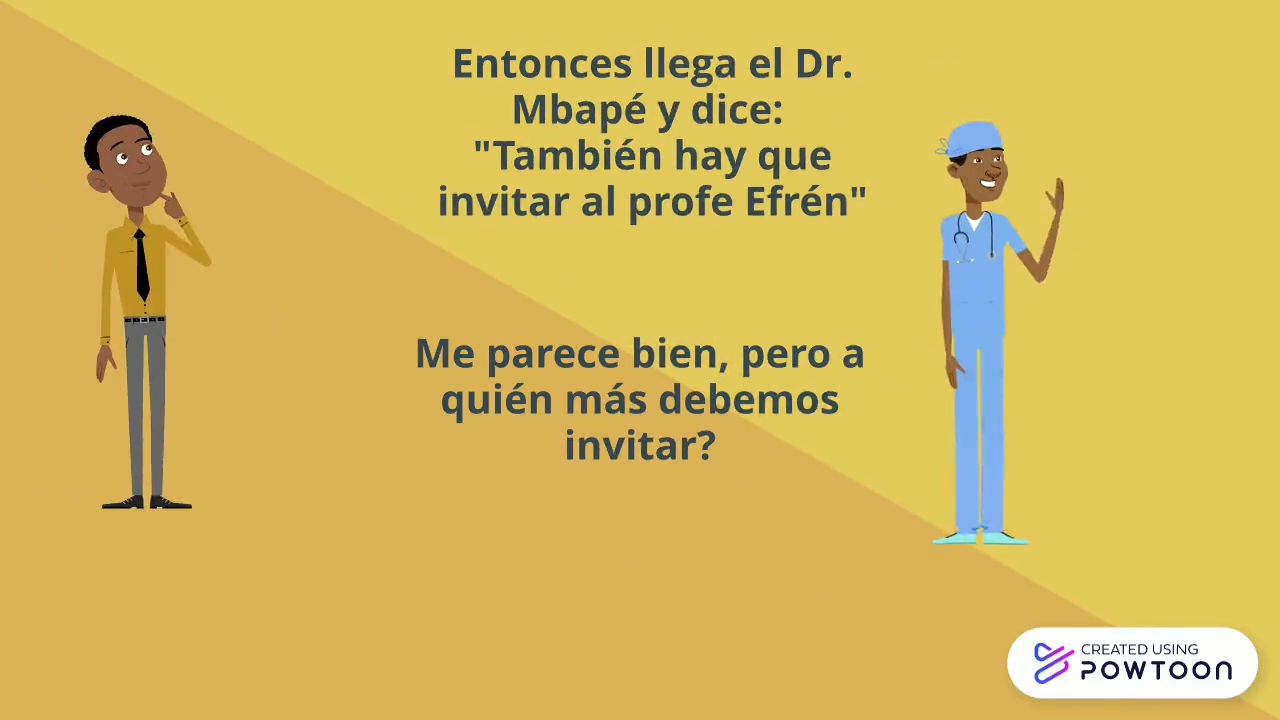 Entonces llega el Dr.
Mbapé y dice:
"También hay que
invitar al profe Efrén"
Me parece bien, pero a
quién más debemos
invitar?
CREATED USING
POWTOON